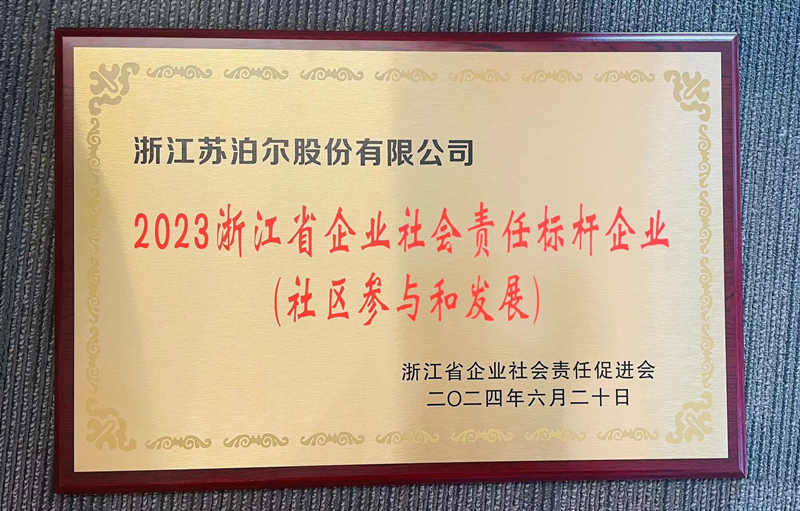 浙江苏泊尔股份有限公司
2023浙江省企业社会责任标杆企业
(社区参与和发展)
浙江省企业社会责任促进会
二〇二四年六月二十日